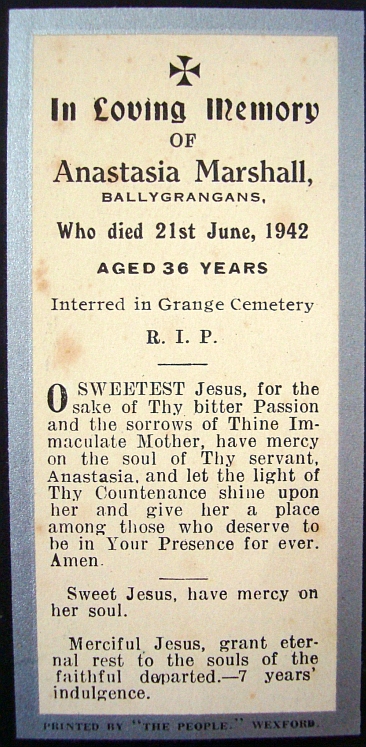 In Loving Memory
OF
Anastasia Marshall,
BALLYGRANGANS,
Who died 21st June, 1942
AGED 36 YEARS
Interred in Grange Cemetery
R. I. P.
O SWEETEST Jesus, for the
sake of Thy bitter Passion
and the sorrows of Thine Im-
maculate Mother, have mercy
on the soul of Thy servant,
Anastasia, and let the light of
Thy Countenance shine upon
her and give her a place
among those who deserve to
be in Your Presence for ever.
Amen.
Sweet Jesus, have mercy on
her soul.
Merciful Jesus, grant eter-
nal rest to the souls of the
faithful departed.—7 years'
indulgence.
PRINTED BY "THE PEOPLE." WEXFORD.